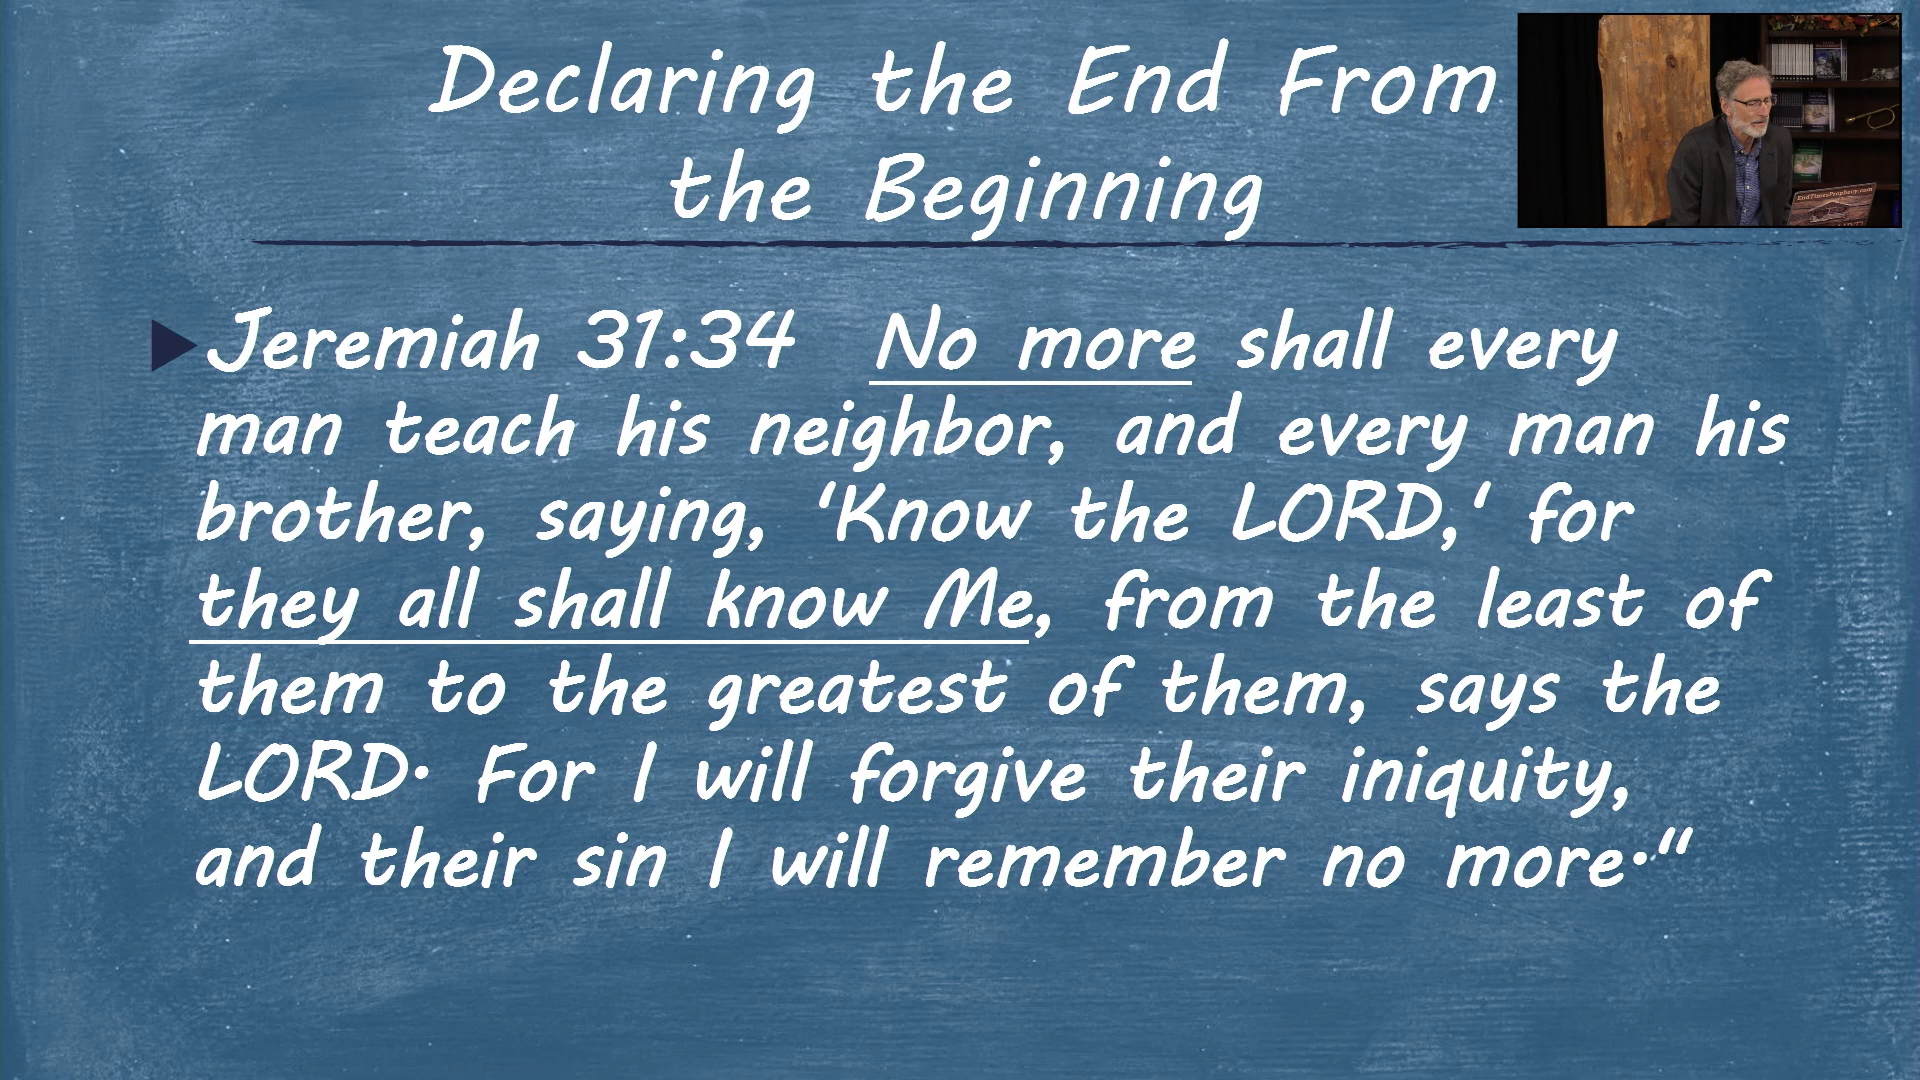 Declaring the End From
the Beginning
Jeremiah 31:34 No more shall every
man teach his neighbor, and every man his
brother, saying, ‘Know the LORD,‘ for
they all shall know Me, from the least of
them to the greatest of them, says the
LORD. For I will forgive their iniquity,
and their sin I will remember no more.“
EndTimesProphecy.com